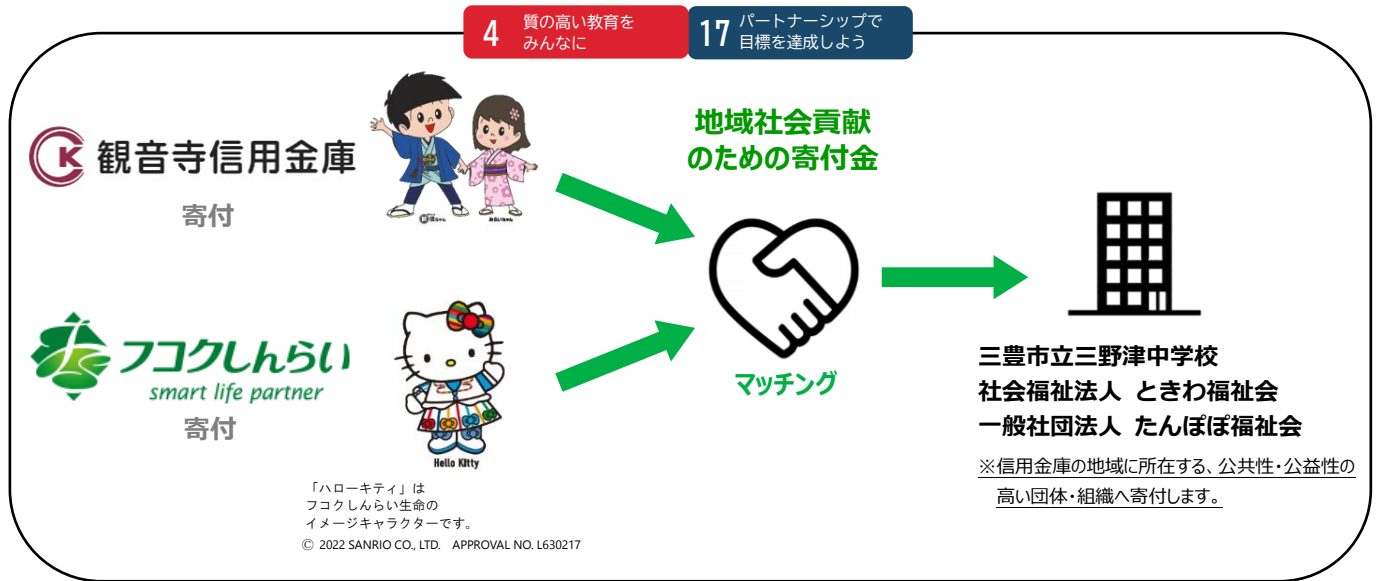 4 質の高い教育を
みんなに
17 パートナーシップで
目標を達成しよう
CK 観音寺信用金庫
寄付
みらいちゃん
フコクしんらい
smart life partner
寄付
Hello Kitty
「ハローキティ」は
フコクしんらい生命の
イメージキャラクターです。
© 2022 SANRIO CO., LTD. APPROVAL NO. L630217
地域社会貢献
のための寄付金
マッチング
三豊市立三野津中学校
社会福祉法人 ときわ福祉会
一般社団法人 たんぽぽ福祉会
※信用金庫の地域に所在する、公共性・公益性の
高い団体・組織へ寄付します。